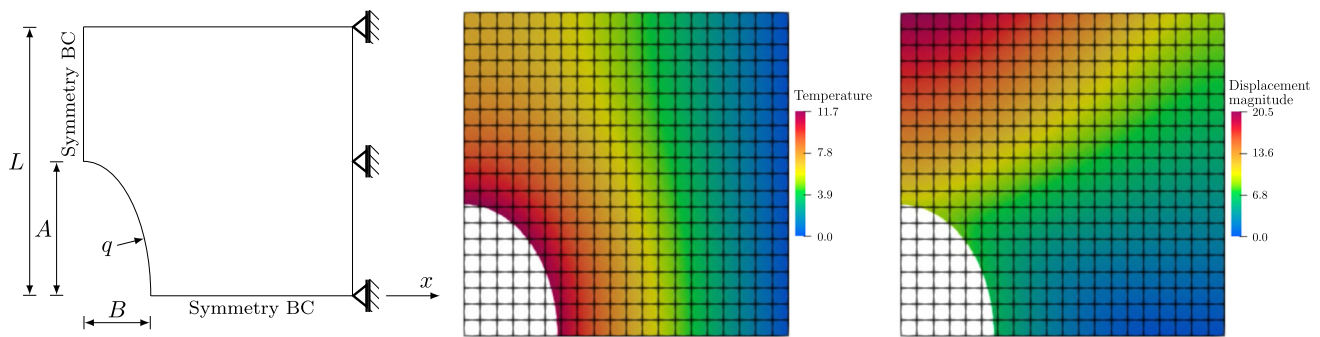 L
Symmetry BC
A
q
B
Symmetry BC
x
Temperature
11.7
7.8
3.9
0.0
Displacement
magnitude
20.5
13.6
6.8
0.0